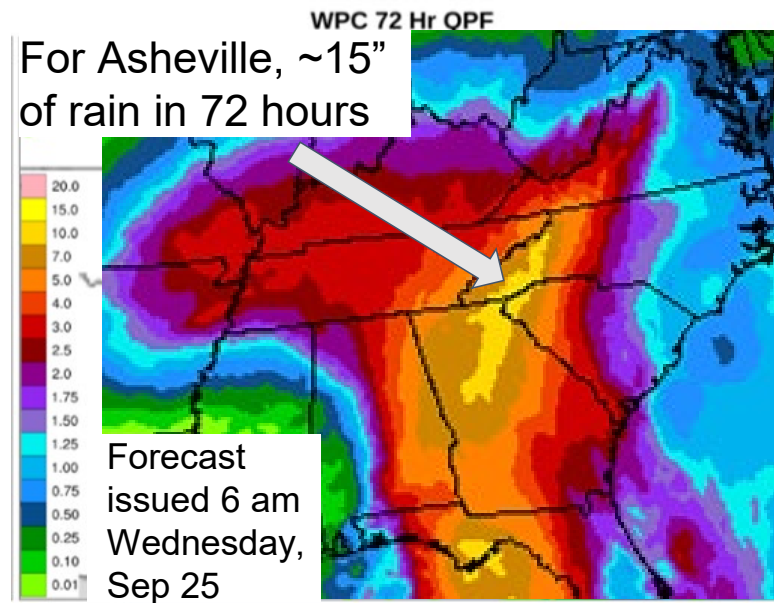 WPC 72 Hr QPF
For Asheville, ~15”
of rain in 72 hours
20.0
15.0
10.0
7.0
5.0
4.0
3.0
2.5
2.0
1.75
1.50
1.25
1.00
0.75
0.50
0.25
0.10
0.01
Forecast
issued 6 am
Wednesday,
Sep 25